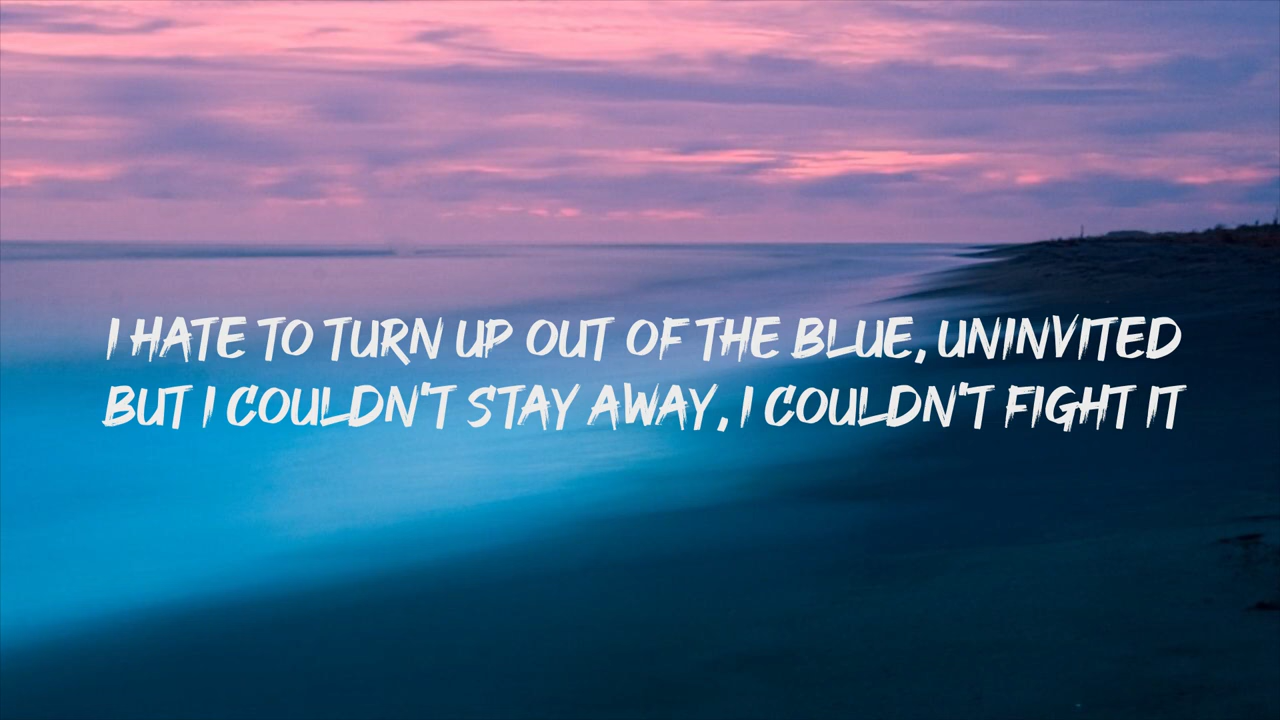 I HATE TO TURN UP OUT OF THE BLUE, UNINVITED
BUT I COULDN'T STAY AWAY, I COULDN'T FIGHT IT